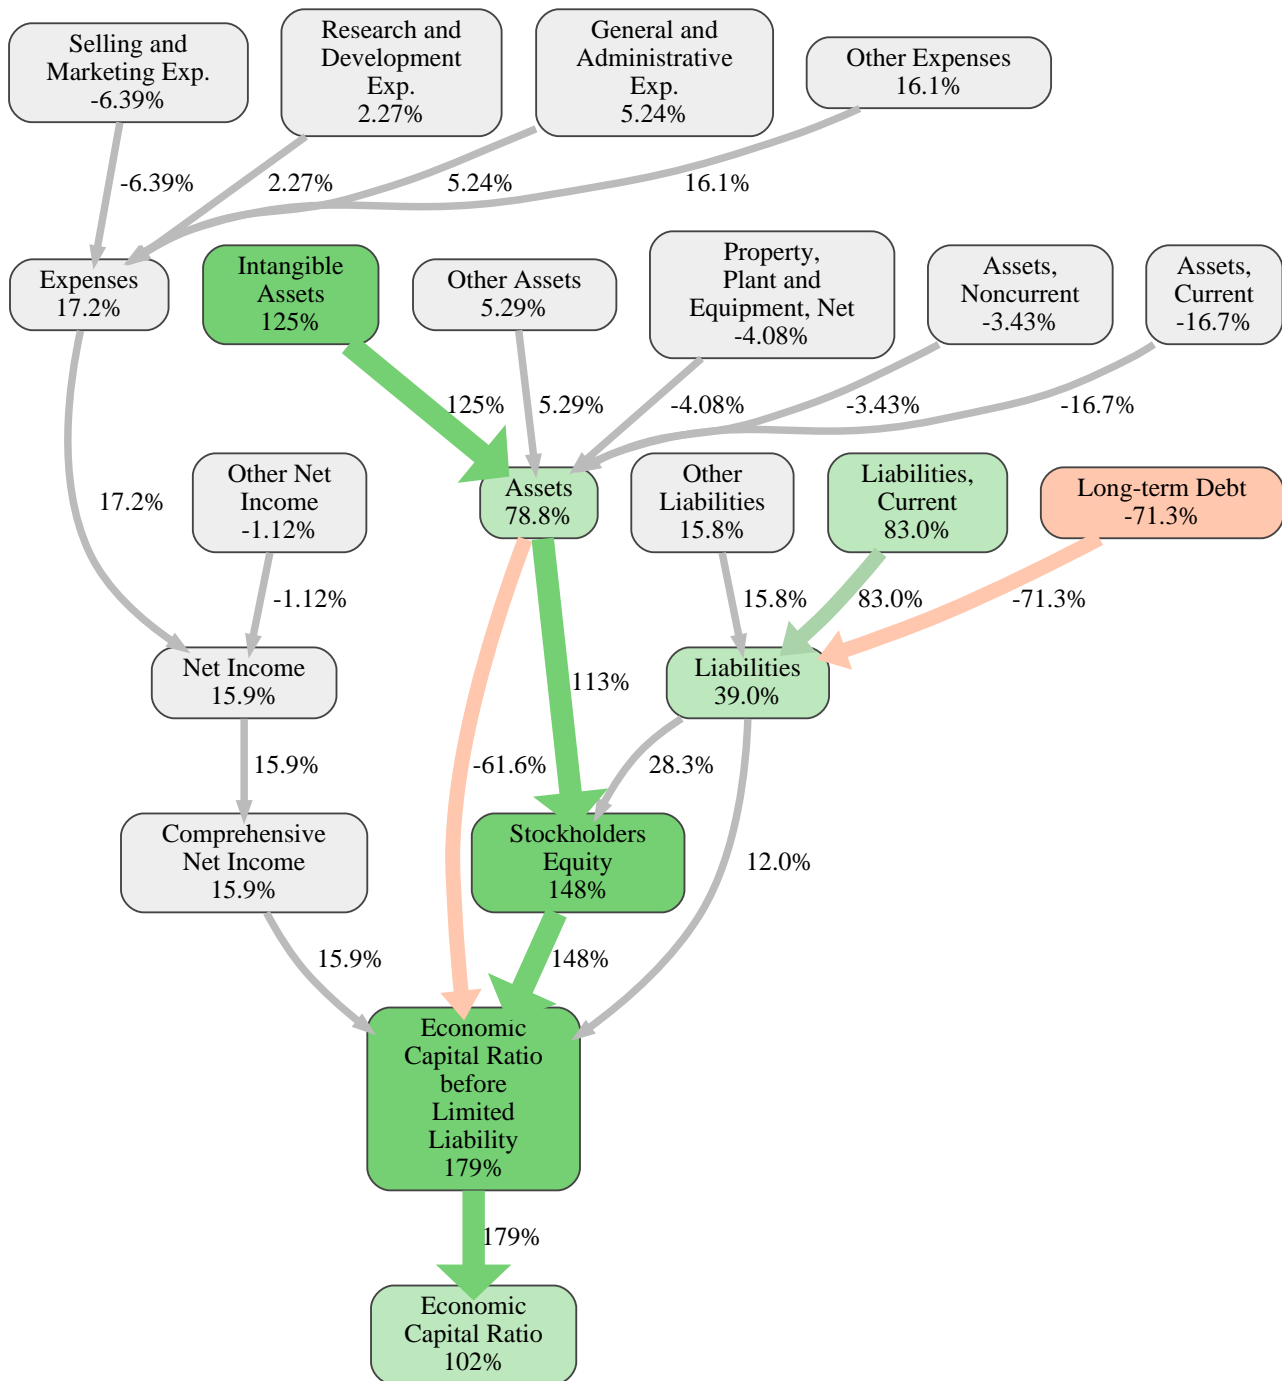 Selling and
Marketing Exp.
-6.39%
Research and
Development
Exp.
2.27%
General and
Administrative
Exp.
5.24%
Other Expenses
16.1%
-6.39%
2.27%
5.24%
16.1%
Expenses
17.2%
Intangible
Assets
125%
Other Assets
5.29%
Property,
Plant and
Equipment, Net
-4.08%
Assets,
Noncurrent
-3.43%
Assets,
Current
-16.7%
125%
5.29%
-4.08%
-3.43%
-16.7%
17.2%
Other Net
Income
-1.12%
Assets
78.8%
Other
Liabilities
15.8%
Liabilities,
Current
83.0%
Long-term Debt
-71.3%
-1.12%
15.8%
83.0%
-71.3%
Net Income
15.9%
113%
Liabilities
39.0%
15.9%
-61.6%
28.3%
Comprehensive
Net Income
15.9%
Stockholders
Equity
148%
12.0%
15.9%
148%
Economic
Capital Ratio
before
Limited
Liability
179%
179%
Economic
Capital Ratio
102%